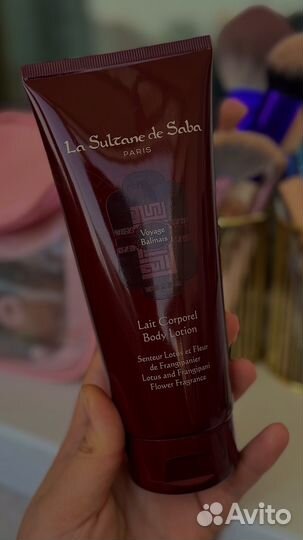 La Sultane de Saba
PARIS
Voyage
Balinais
Lait Corporel
Body Lotion
Senteur Lotus et Fleur
de Frangipanier
Lotus and Frangipani
Flower Fragrance
Avito